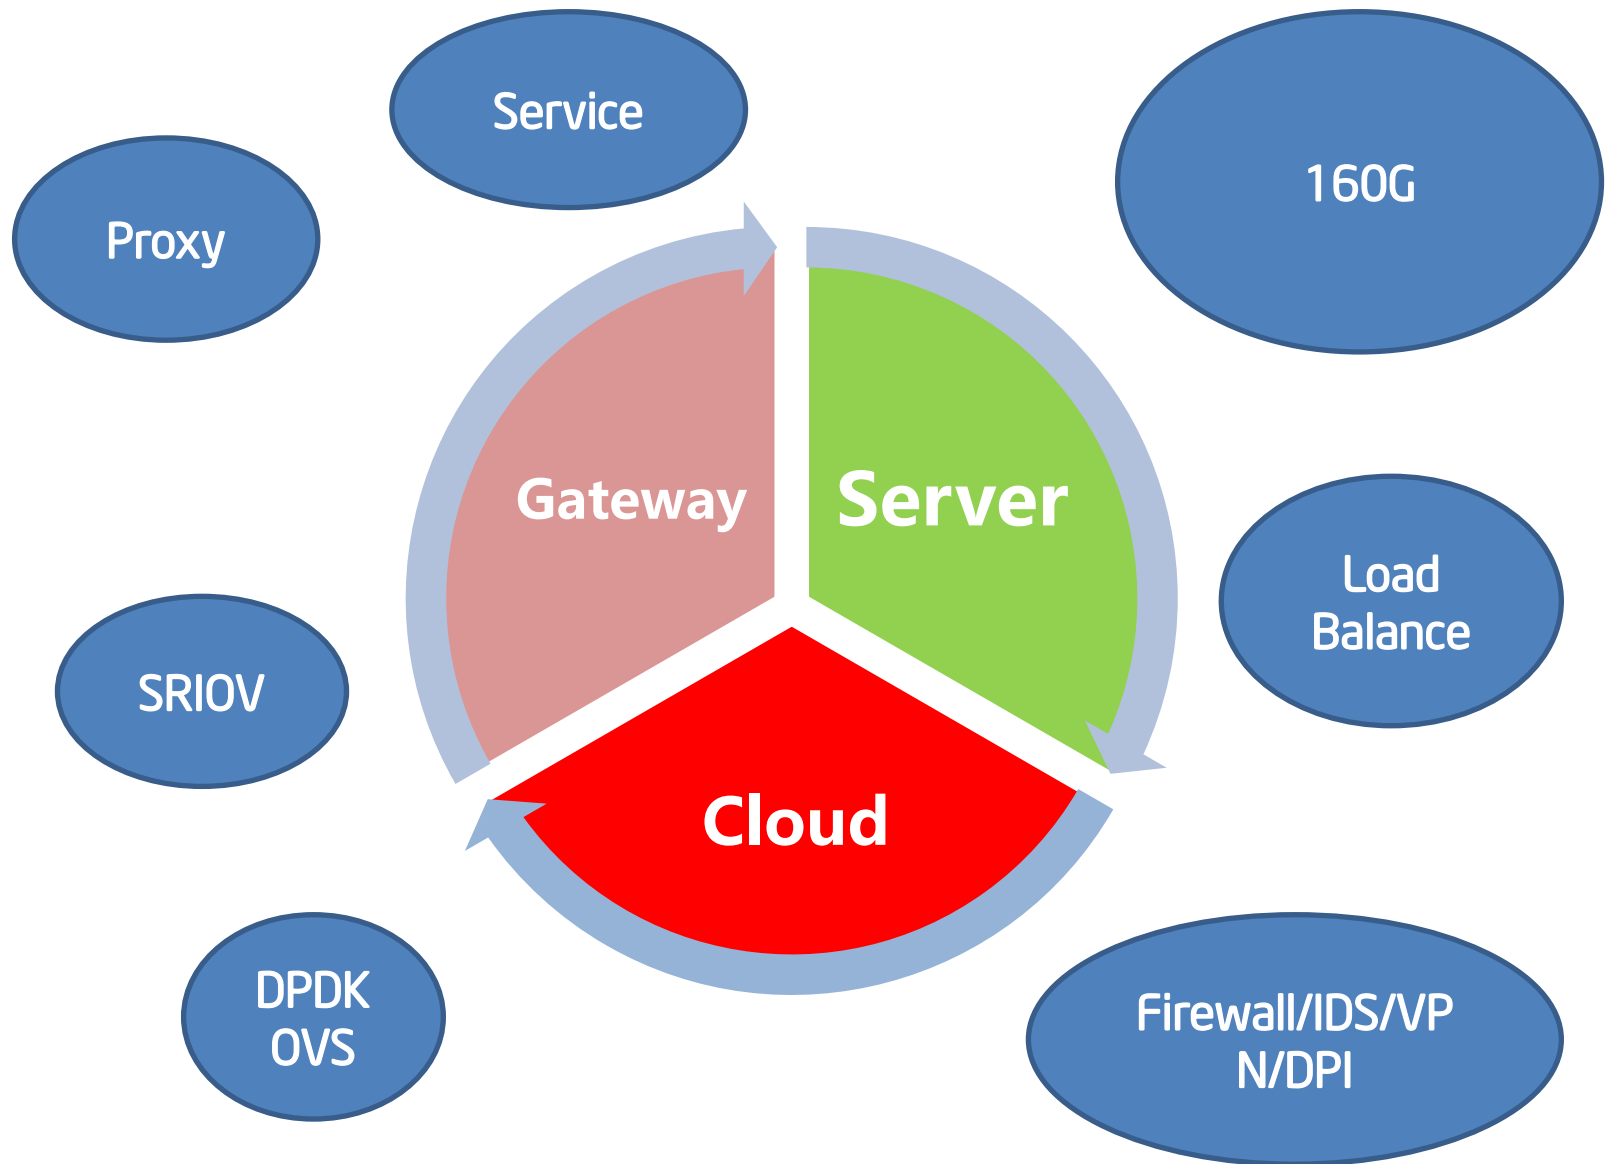 Service
160G
Proxy
Gateway
Server
Load
Balance
SRIOV
Cloud
DPDK
OVS
Firewall/IDS/VP
N/DPI